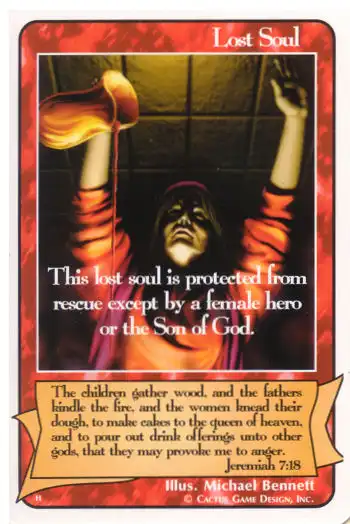 Lost Soul
This lost soul is protected from
rescue except by a female hero
or the Son of God.
The children gather wood, and the fathers
kindle the fire, and the women knead their
dough, to make cakes to the queen of heaven,
and to pour out drink offerings unto other
gods, that they may provoke me to anger.
Jeremiah 7:18
H
Illus. Michael Bennett
© Cactus Game Design, Inc.